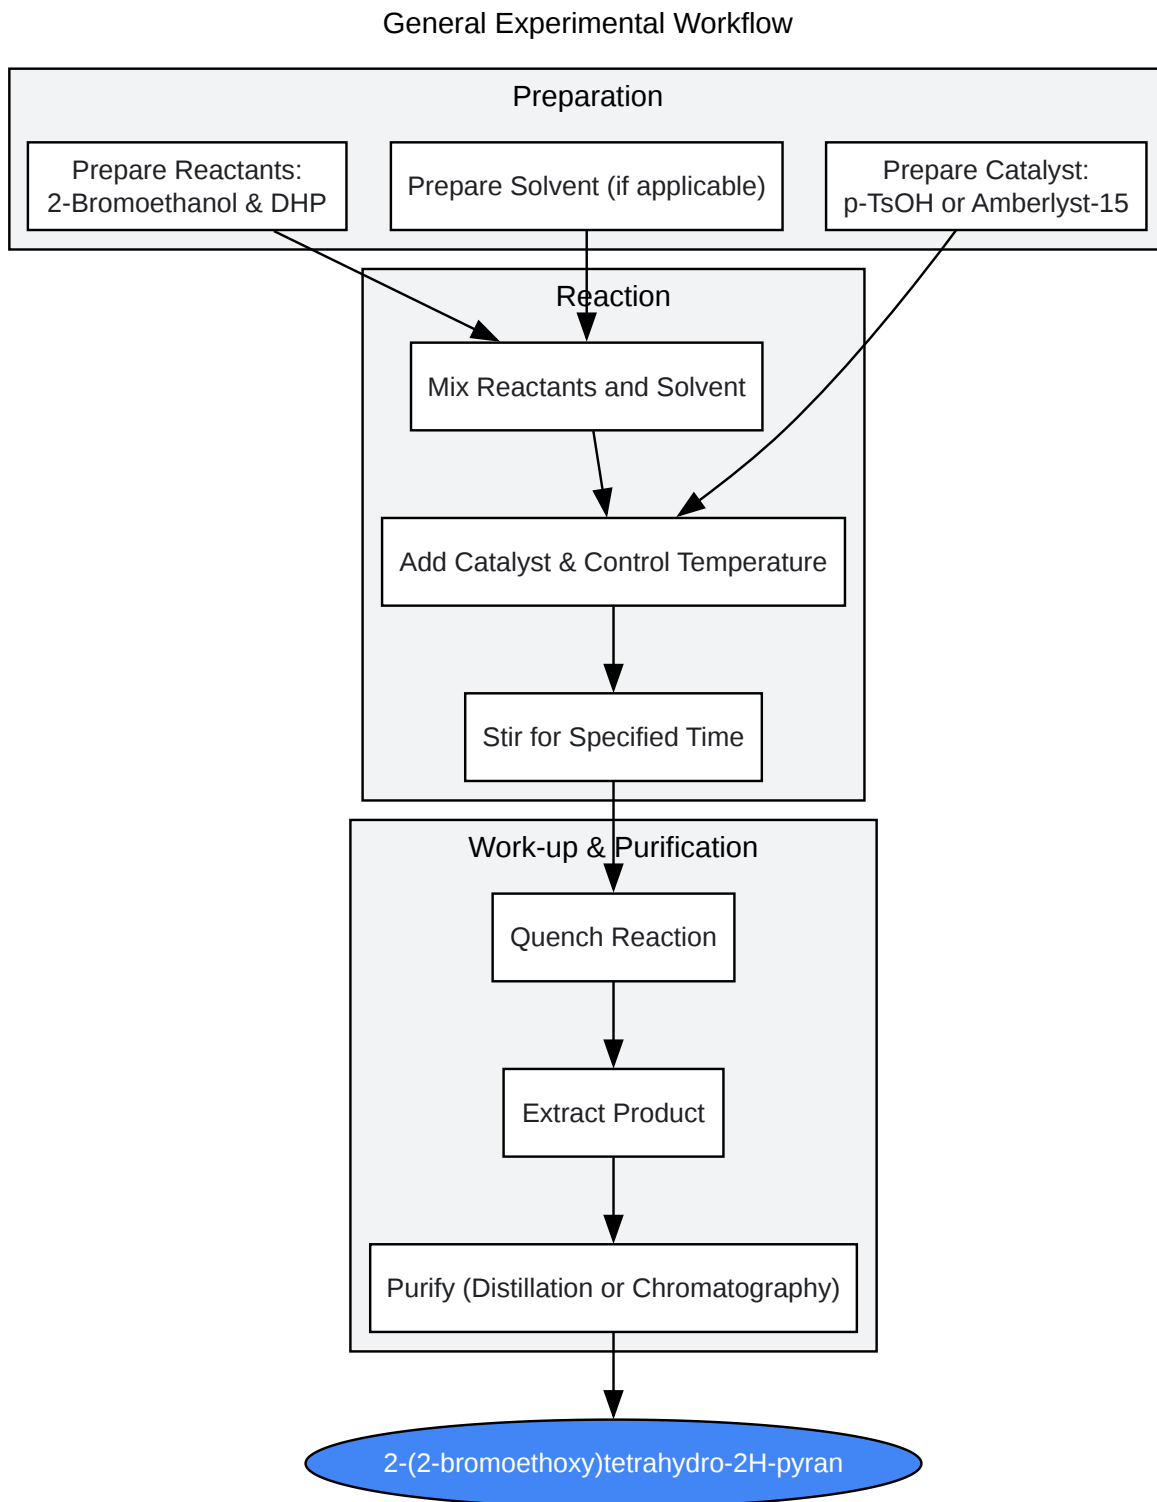 General Experimental Workflow
Preparation
Prepare Reactants:
2-Bromoethanol & DHP
Prepare Solvent (if applicable)
Prepare Catalyst:
p-TsOH or Amberlyst-15
Reaction
Mix Reactants and Solvent
Add Catalyst & Control Temperature
Stir for Specified Time
Work-up & Purification
Quench Reaction
Extract Product
Purify (Distillation or Chromatography)
2-(2-bromoethoxy)tetrahydro-2H-pyran